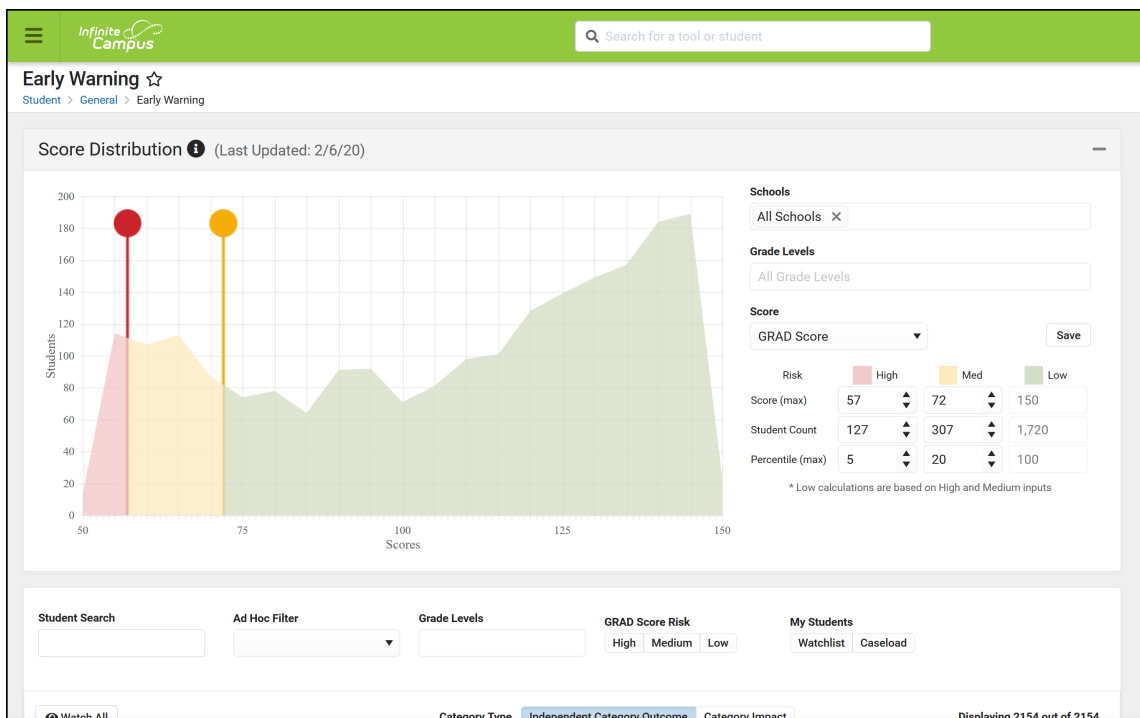 Infinite
Campus
Search for a tool or student
Early Warning
Student > General > Early Warning
Score Distribution (Last Updated: 2/6/20)
200
180
160
140
120
100
80
60
40
20
0
Students
50 75 100 125 150
Scores
Schools
All Schools
Grade Levels
All Grade Levels
Score
GRAD Score Save
Risk High Med Low
Score (max) 57 72 150
Student Count 127 307 1,720
Percentile (max) 5 20 100
* Low calculations are based on High and Medium inputs
Student Search Ad Hoc Filter Grade Levels GRAD Score Risk My Students
High Medium Low Watchlist Caseload
Watch All Category Type Independent Category Outcome Category Impact Displaying 2154 out of 2154